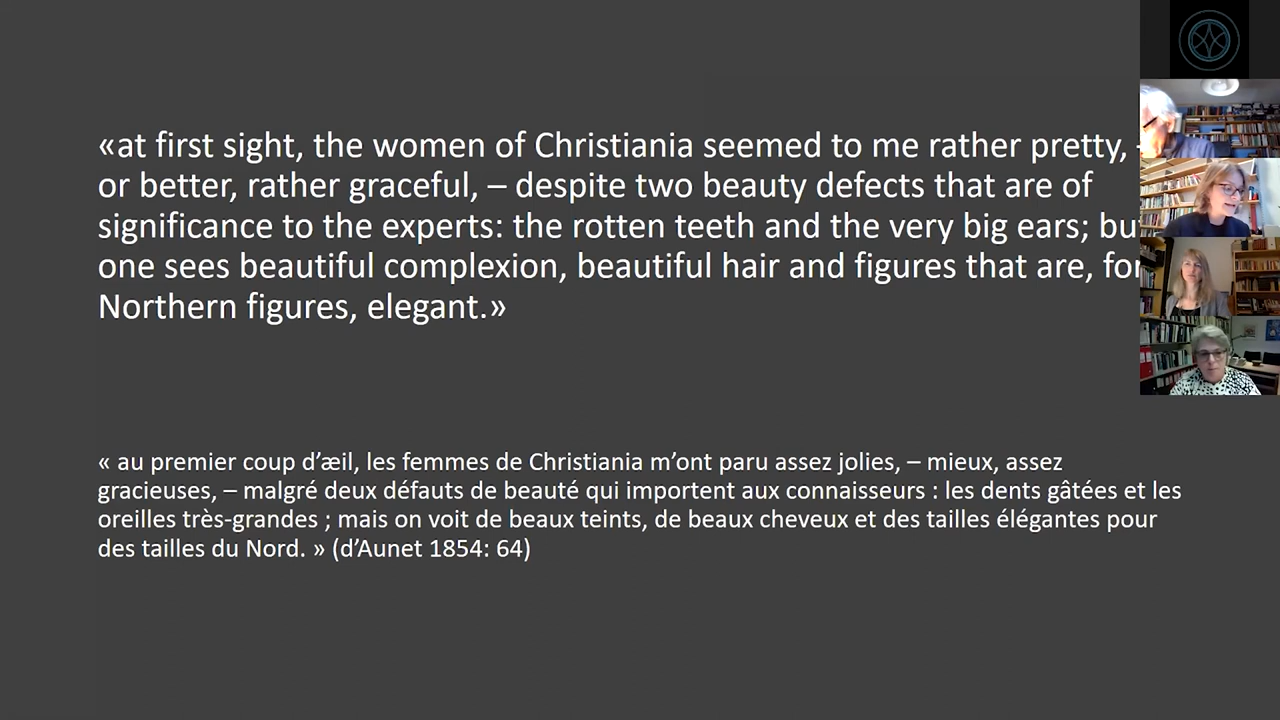 «at first sight, the women of Christiania seemed to me rather pretty, –
or better, rather graceful, – despite two beauty defects that are of
significance to the experts: the rotten teeth and the very big ears; but
one sees beautiful complexion, beautiful hair and figures that are, for
Northern figures, elegant.»
« au premier coup d’æil, les femmes de Christiania m’ont paru assez jolies, – mieux, assez
gracieuses, – malgré deux défauts de beauté qui importent aux connaisseurs : les dents gâtées et les
oreilles très-grandes ; mais on voit de beaux teints, de beaux cheveux et des tailles élégantes pour
des tailles du Nord. » (d’Aunet 1854: 64)